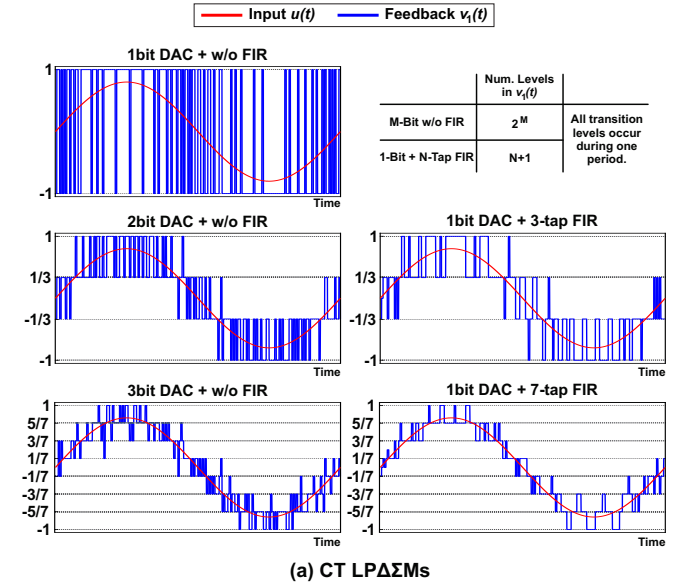 Input u(t) Feedback v₁(t)
1bit DAC + w/o FIR
1
-1
Time
Num. Levels
in v₁(t)
M-Bit w/o FIR
2^M
1-Bit + N-Tap FIR
N+1
All transition
levels occur
during one
period.
2bit DAC + w/o FIR
1
1/3
-1/3
-1
Time
1bit DAC + 3-tap FIR
1
1/3
-1/3
-1
Time
3bit DAC + w/o FIR
1
5/7
3/7
1/7
-1/7
-3/7
-5/7
-1
Time
1bit DAC + 7-tap FIR
1
5/7
3/7
1/7
-1/7
-3/7
-5/7
-1
Time
(a) CT LPΔΣMs